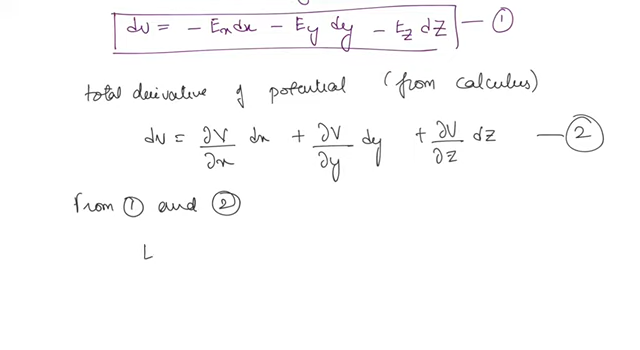 dv = - Exdx - Ey dy - Ez dz — ①
total derivative of potential (from calculus)
dv = ∂V/∂x dx + ∂V/∂y dy + ∂V/∂z dz — ②
From ① and ②